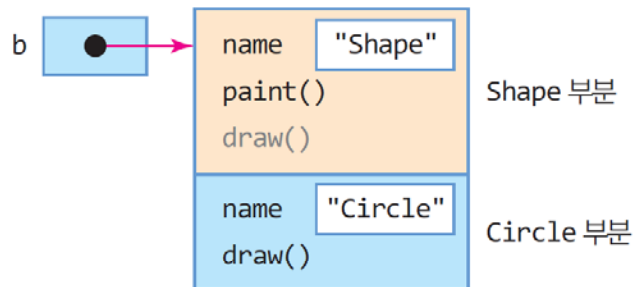 b
name "Shape"
paint()
Shape 부분
draw()
name "Circle"
Circle 부분
draw()